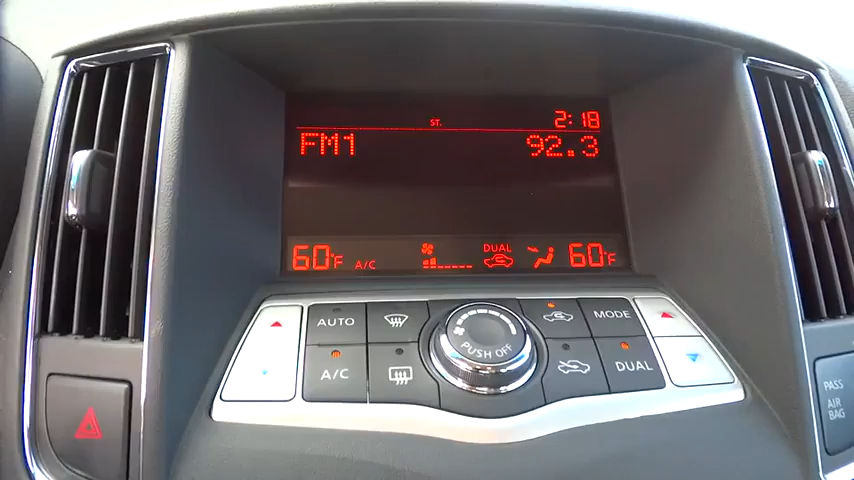 ST. 2:18
FM1 92.3
60°F A/C DUAL 60°F
AUTO
MODE
PUSH OFF
A/C
DUAL
PASS
AIR
BAG